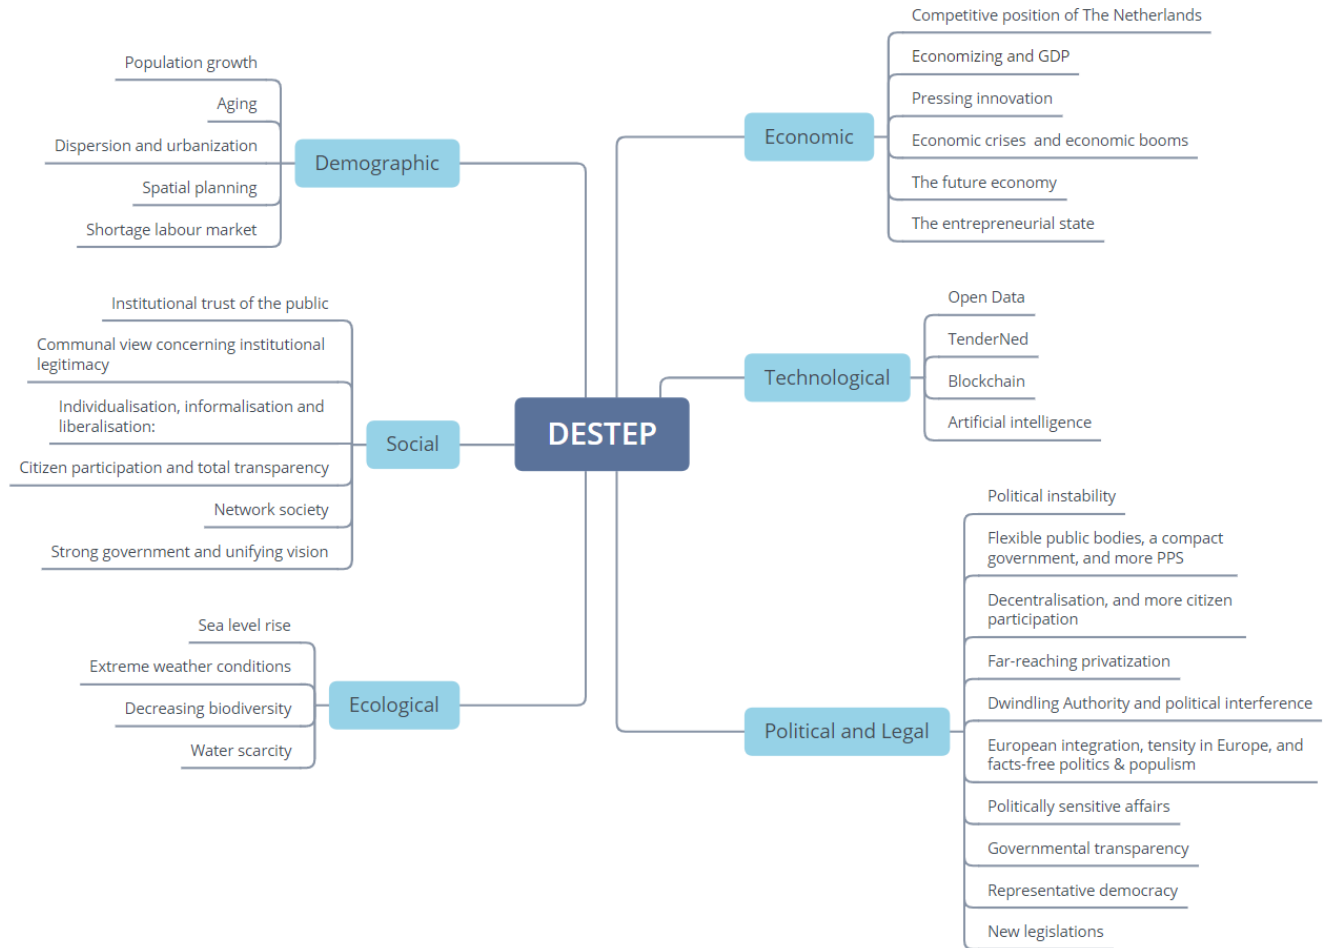 DESTEP
Demographic
Population growth
Aging
Dispersion and urbanization
Spatial planning
Shortage labour market
Social
Institutional trust of the public
Communal view concerning institutional
legitimacy
Individualisation, informalisation and
liberalisation:
Citizen participation and total transparency
Network society
Strong government and unifying vision
Ecological
Sea level rise
Extreme weather conditions
Decreasing biodiversity
Water scarcity
Economic
Competitive position of The Netherlands
Economizing and GDP
Pressing innovation
Economic crises and economic booms
The future economy
The entrepreneurial state
Technological
Open Data
TenderNed
Blockchain
Artificial intelligence
Political and Legal
Political instability
Flexible public bodies, a compact
government, and more PPS
Decentralisation, and more citizen
participation
Far-reaching privatization
Dwindling Authority and political interference
European integration, tensity in Europe, and
facts-free politics & populism
Politically sensitive affairs
Governmental transparency
Representative democracy
New legislations